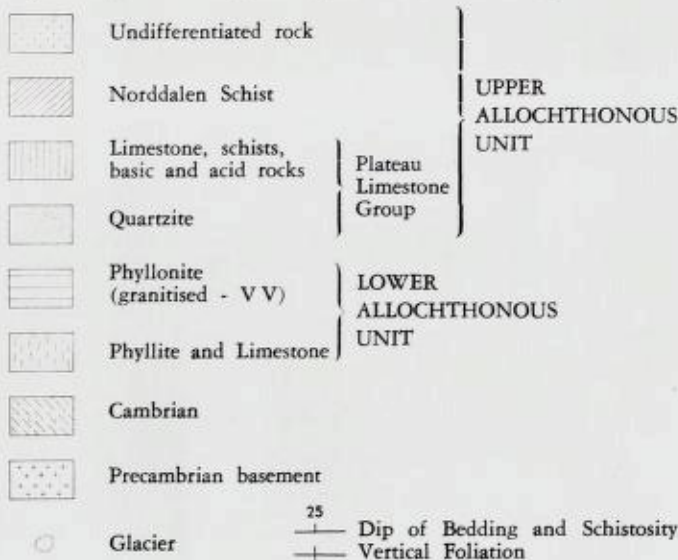 Undifferentiated rock
Norddalen Schist
UPPER
ALLOCHTHONOUS
UNIT
Limestone, schists,
basic and acid rocks
Plateau
Limestone
Group
Quartzite
Phyllonite
(granitised - V V)
LOWER
ALLOCHTHONOUS
UNIT
Phyllite and Limestone
Cambrian
Precambrian basement
Glacier
25
Dip of Bedding and Schistosity
Vertical Foliation